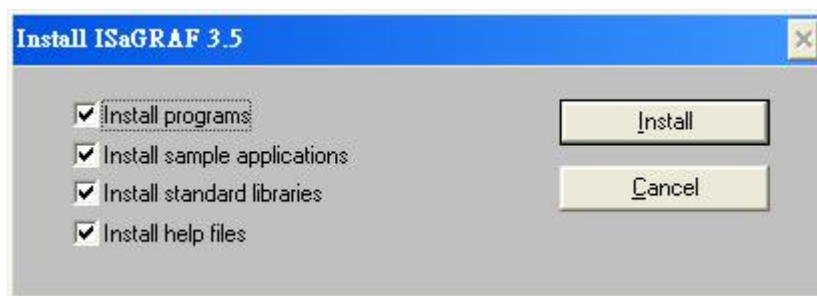 Install ISaGRAF 3.5
Install programs
Install sample applications
Install standard libraries
Install help files
Install
Cancel